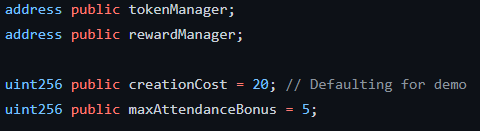 address public tokenManager;
address public rewardManager;
uint256 public creationCost = 20; // Defaulting for demo
uint256 public maxAttendanceBonus = 5;